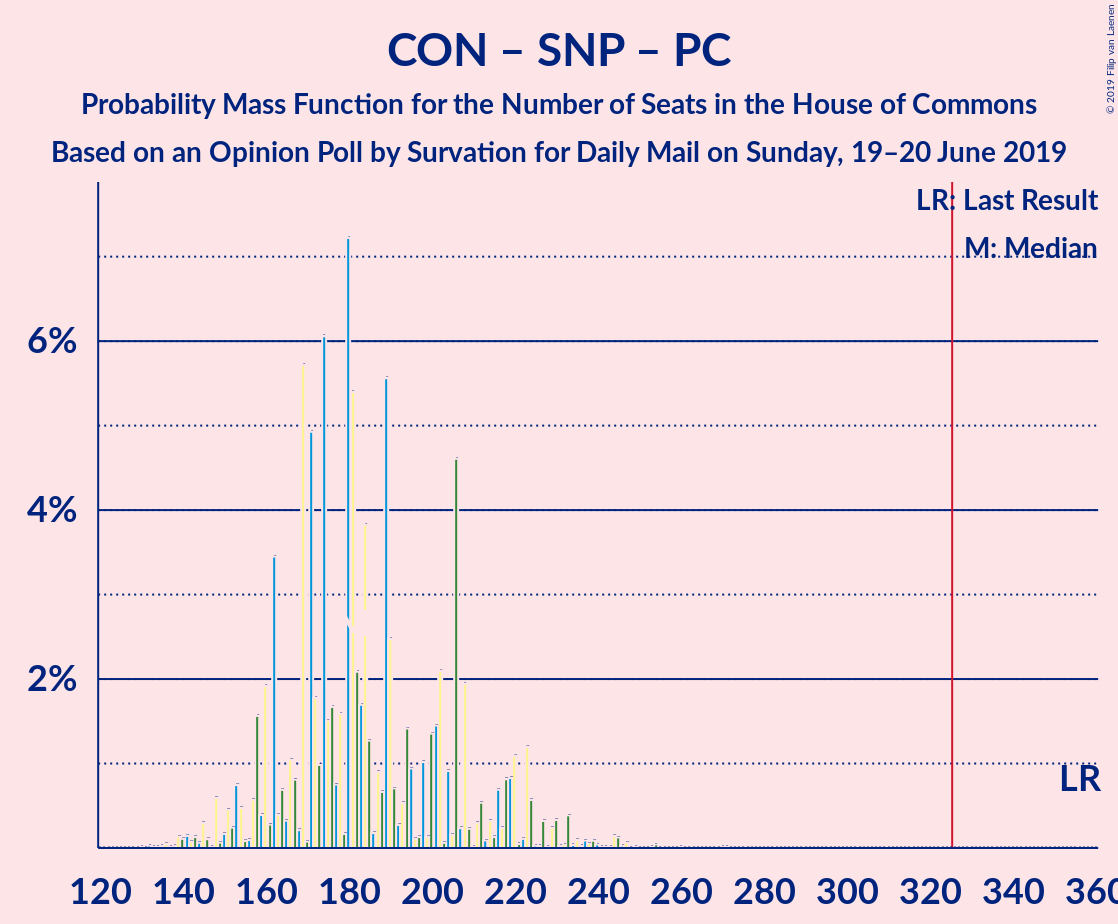 CON – SNP – PC
Probability Mass Function for the Number of Seats in the House of Commons
Based on an Opinion Poll by Survation for Daily Mail on Sunday, 19–20 June 2019
© 2019 Filip van Laenen
LR: Last Result
M: Median
6%
4%
2%
LR
120 140 160 180 200 220 240 260 280 300 320 340 360